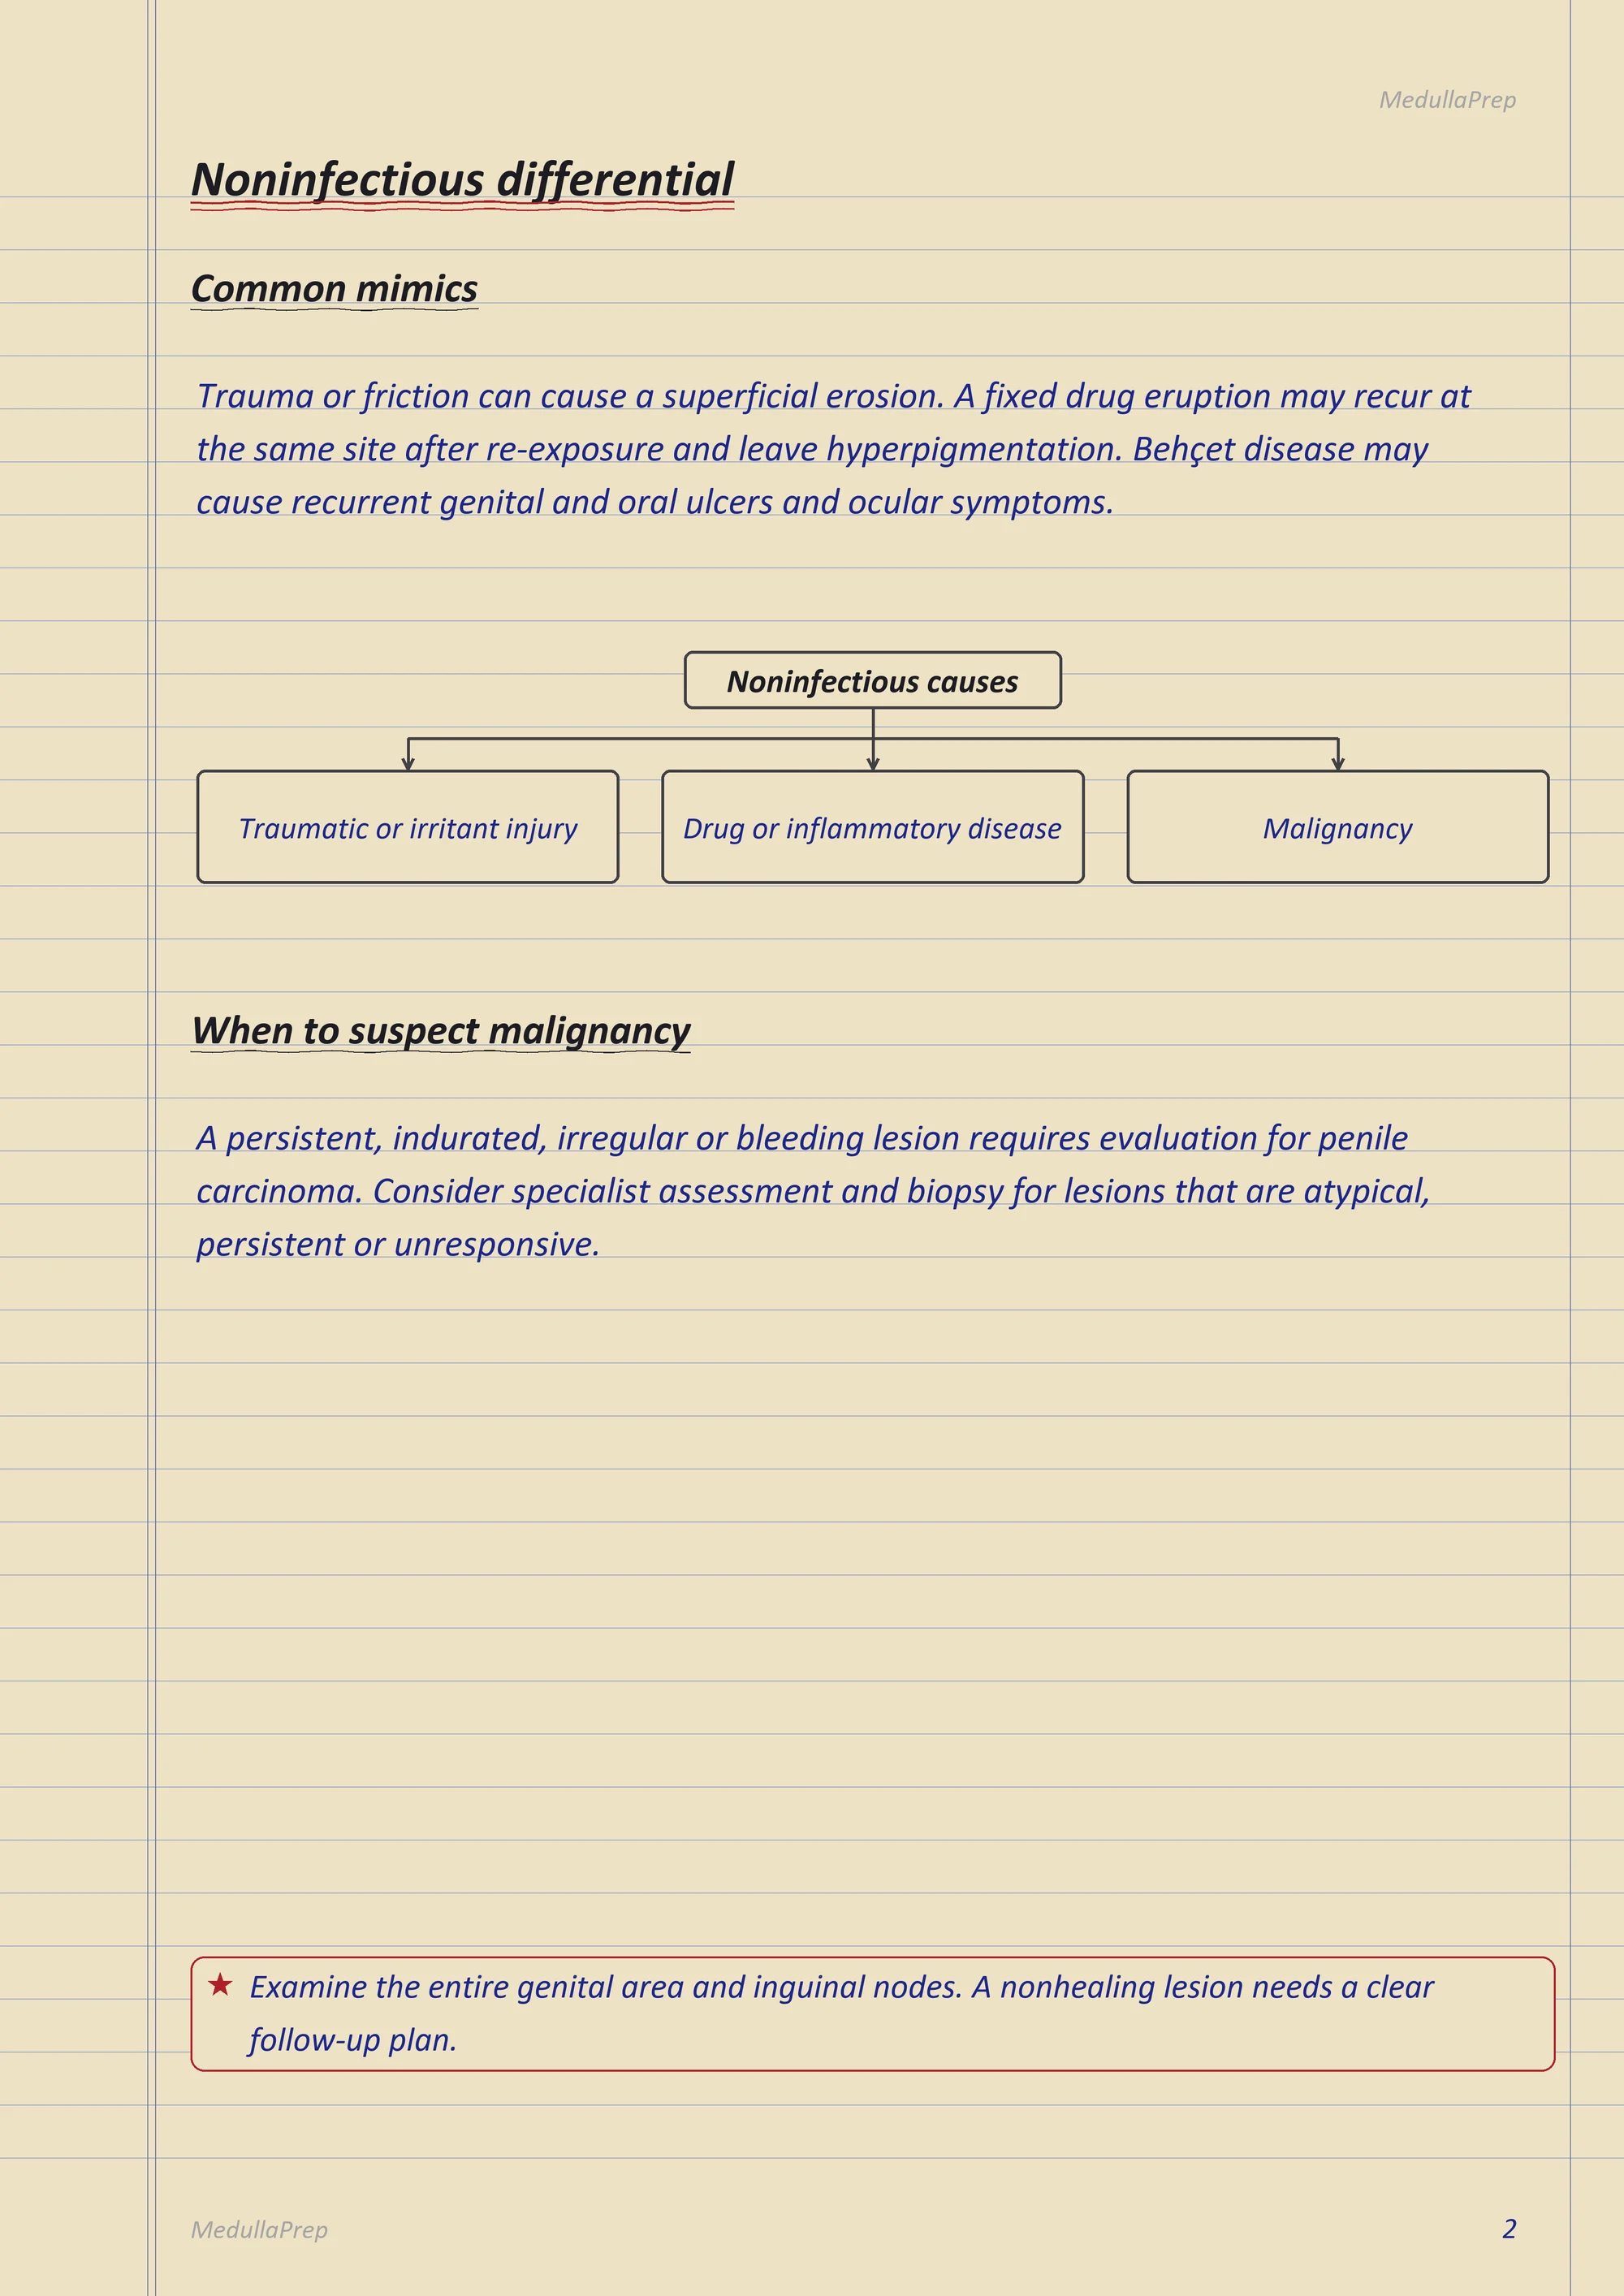 MedullaPrep
Noninfectious differential
Common mimics
Trauma or friction can cause a superficial erosion. A fixed drug eruption may recur at
the same site after re-exposure and leave hyperpigmentation. Behçet disease may
cause recurrent genital and oral ulcers and ocular symptoms.
Noninfectious causes
Traumatic or irritant injury
Drug or inflammatory disease
Malignancy
When to suspect malignancy
A persistent, indurated, irregular or bleeding lesion requires evaluation for penile
carcinoma. Consider specialist assessment and biopsy for lesions that are atypical,
persistent or unresponsive.
★ Examine the entire genital area and inguinal nodes. A nonhealing lesion needs a clear
follow-up plan.
MedullaPrep
2